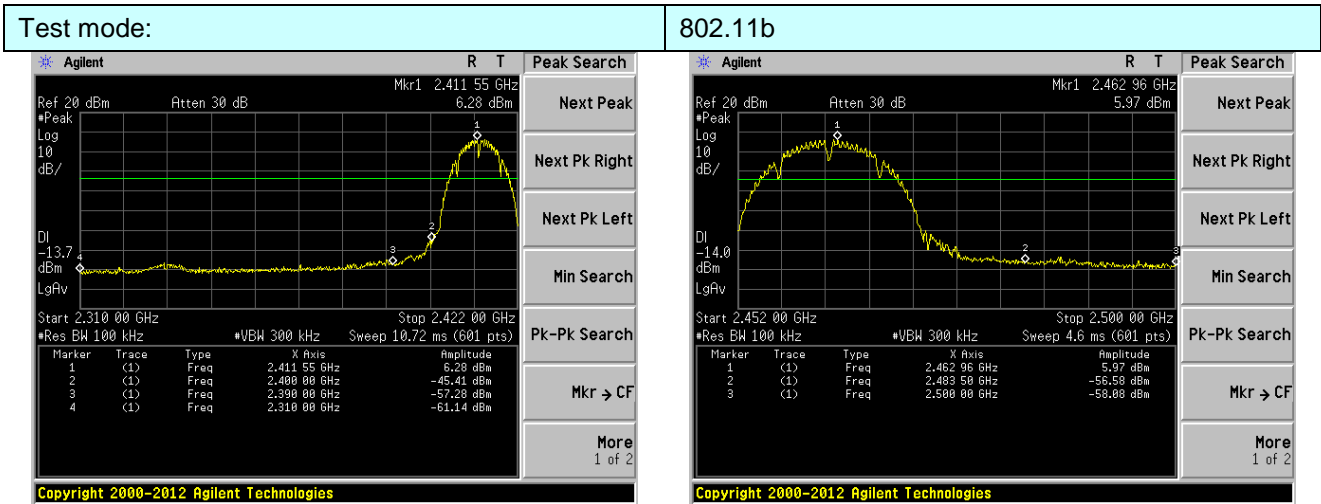 Test mode: 802.11b
Agilent R T Peak Search
Mkr1 2.411 55 GHz
Ref 20 dBm Atten 30 dB 6.28 dBm
#Peak
Log
10
dB/
1
2
3
4
DI
-13.7
dBm
LgAv
Start 2.310 00 GHz Stop 2.422 00 GHz
#Res BW 100 kHz #VBW 300 kHz Sweep 10.72 ms (601 pts)
Marker Trace Type X Axis Amplitude
1 (1) Freq 2.411 55 GHz 6.28 dBm
2 (1) Freq 2.400 00 GHz -45.41 dBm
3 (1) Freq 2.390 00 GHz -57.28 dBm
4 (1) Freq 2.310 00 GHz -61.14 dBm
Next Peak
Next Pk Right
Next Pk Left
Min Search
Pk-Pk Search
Mkr → CF
More
1 of 2
Copyright 2000-2012 Agilent Technologies
Agilent R T Peak Search
Mkr1 2.462 96 GHz
Ref 20 dBm Atten 30 dB 5.97 dBm
#Peak
Log
10
dB/
1
2
3
DI
-14.0
dBm
LgAv
Start 2.452 00 GHz Stop 2.500 00 GHz
#Res BW 100 kHz #VBW 300 kHz Sweep 4.6 ms (601 pts)
Marker Trace Type X Axis Amplitude
1 (1) Freq 2.462 96 GHz 5.97 dBm
2 (1) Freq 2.483 50 GHz -56.58 dBm
3 (1) Freq 2.500 00 GHz -58.08 dBm
Next Peak
Next Pk Right
Next Pk Left
Min Search
Pk-Pk Search
Mkr → CF
More
1 of 2
Copyright 2000-2012 Agilent Technologies